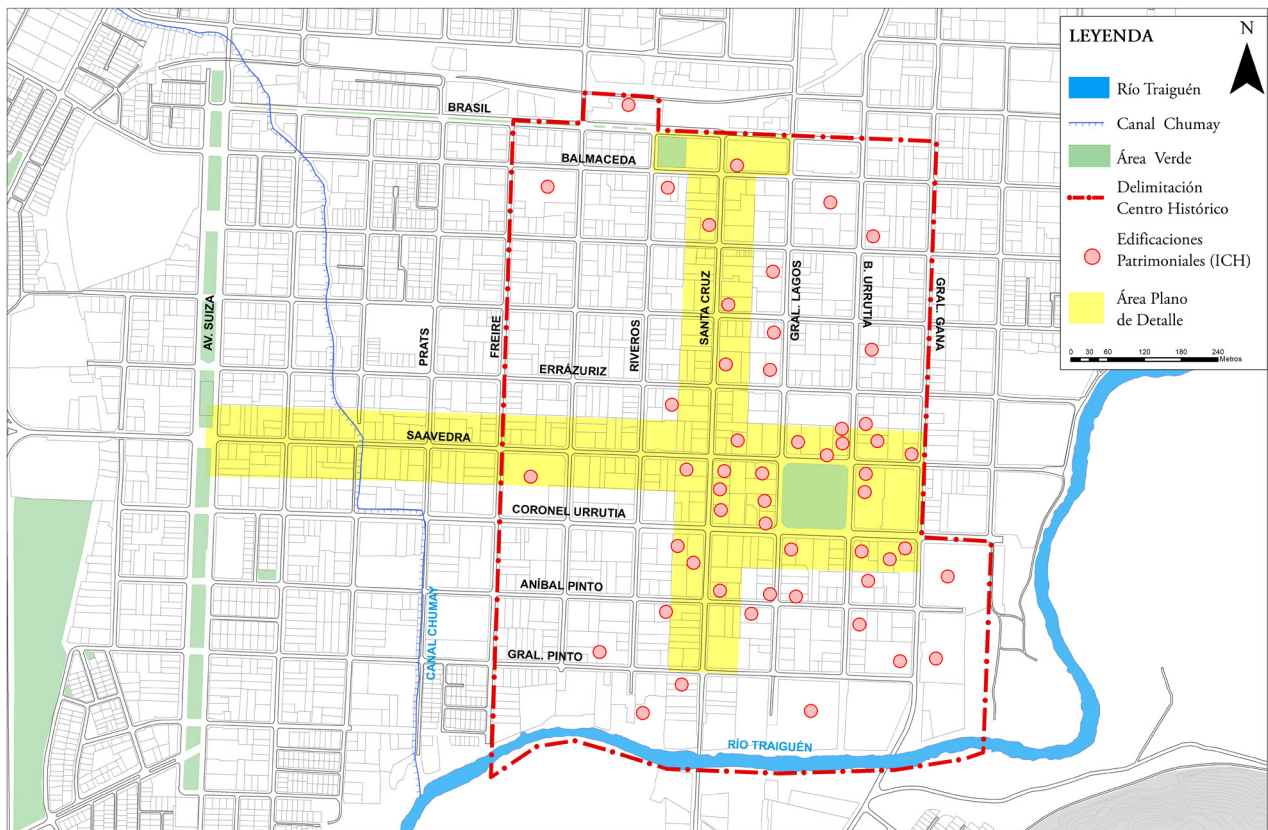 LEYENDA
N
Río Traiguén
Canal Chumay
Área Verde
Delimitación
Centro Histórico
Edificaciones
Patrimoniales (ICH)
Área Plano
de Detalle
0 30 60 120 180 240
Metros
BRASIL
BALMACEDA
AV. SUIZA
PRATS
FREIRE
RIVEROS
SANTA CRUZ
GRAL. LAGOS
B. URRUTIA
GRAL. GANA
ERRÁZURIZ
SAAVEDRA
CORONEL URRUTIA
ANÍBAL PINTO
CANAL CHUMAY
GRAL. PINTO
RÍO TRAIGUÉN